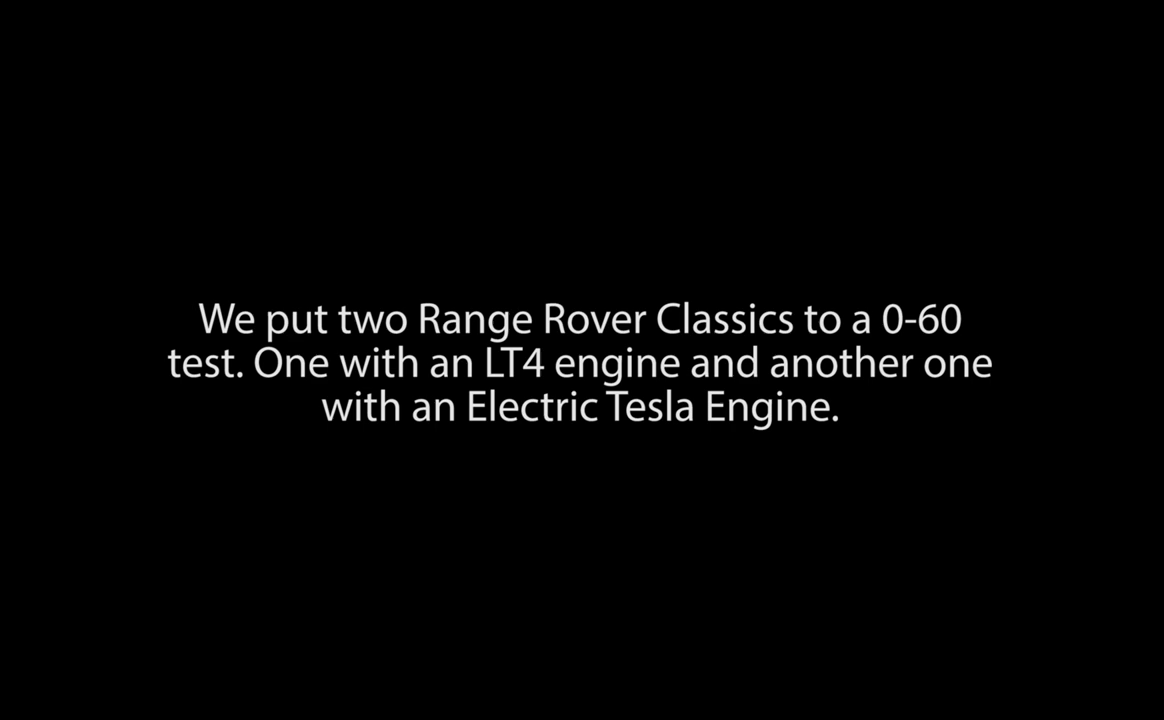 We put two Range Rover Classics to a 0-60
test. One with an LT4 engine and another one
with an Electric Tesla Engine.